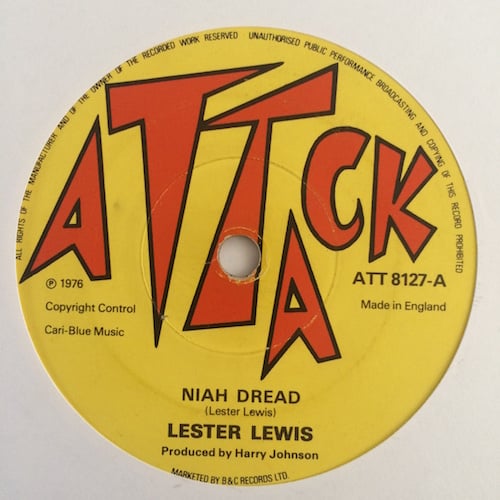 ALL RIGHTS OF THE MANUFACTURER AND OF THE OWNER OF THE RECORDED WORK RESERVED UNAUTHORISED PUBLIC PERFORMANCE BROADCASTING AND COPYING OF THIS RECORD PROHIBITED
ATTACK
℗ 1976
Copyright Control
Cari-Blue Music
ATT 8127-A
Made in England
NIAH DREAD
(Lester Lewis)
LESTER LEWIS
Produced by Harry Johnson
MARKETED BY B&C RECORDS LTD.